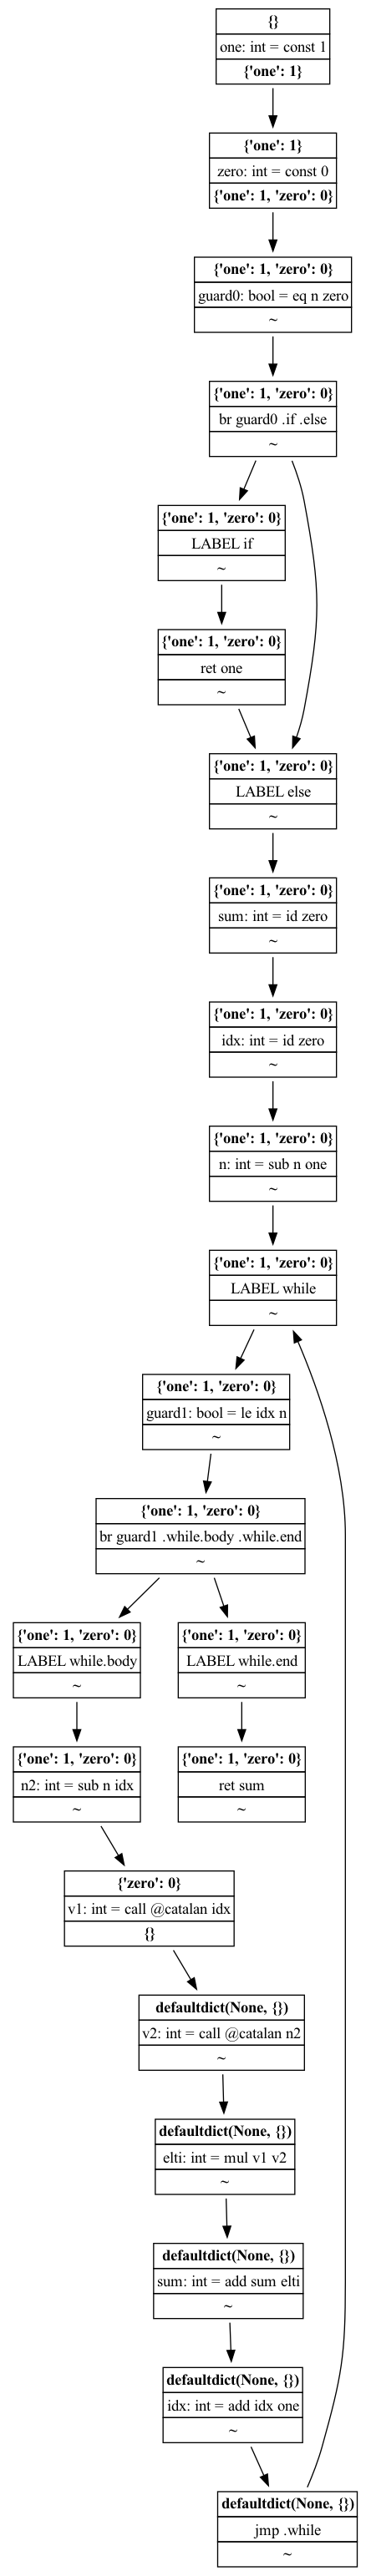 {}
one: int = const 1
{'one': 1}
{'one': 1}
zero: int = const 0
{'one': 1, 'zero': 0}
{'one': 1, 'zero': 0}
guard0: bool = eq n zero
~
{'one': 1, 'zero': 0}
br guard0 .if .else
~
{'one': 1, 'zero': 0}
LABEL if
~
{'one': 1, 'zero': 0}
ret one
~
{'one': 1, 'zero': 0}
LABEL else
~
{'one': 1, 'zero': 0}
sum: int = id zero
~
{'one': 1, 'zero': 0}
idx: int = id zero
~
{'one': 1, 'zero': 0}
n: int = sub n one
~
{'one': 1, 'zero': 0}
LABEL while
~
{'one': 1, 'zero': 0}
guard1: bool = le idx n
~
{'one': 1, 'zero': 0}
br guard1 .while.body .while.end
~
{'one': 1, 'zero': 0}
LABEL while.body
~
{'one': 1, 'zero': 0}
LABEL while.end
~
{'one': 1, 'zero': 0}
n2: int = sub n idx
~
{'one': 1, 'zero': 0}
ret sum
~
{'zero': 0}
v1: int = call @catalan idx
{}
defaultdict(None, {})
v2: int = call @catalan n2
~
defaultdict(None, {})
elti: int = mul v1 v2
~
defaultdict(None, {})
sum: int = add sum elti
~
defaultdict(None, {})
idx: int = add idx one
~
defaultdict(None, {})
jmp .while
~